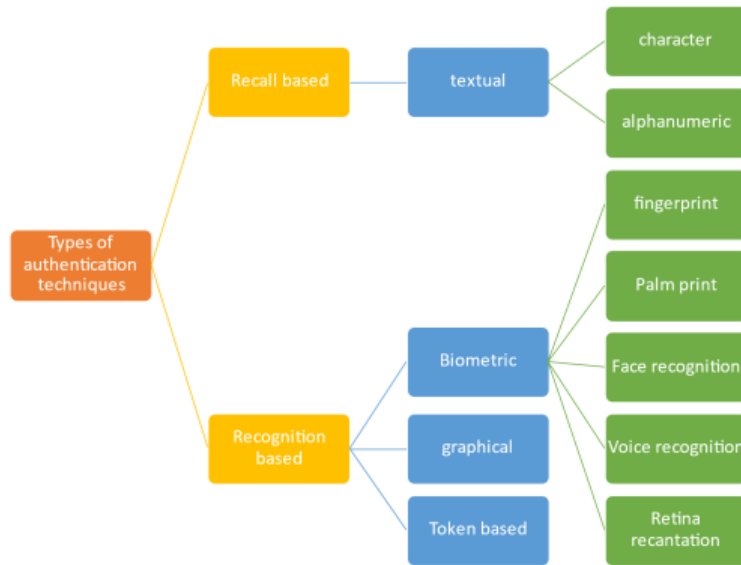 Types of
authentication
techniques
Recall based
Recognition
based
textual
Biometric
graphical
Token based
character
alphanumeric
fingerprint
Palm print
Face recognition
Voice recognition
Retina
recantation